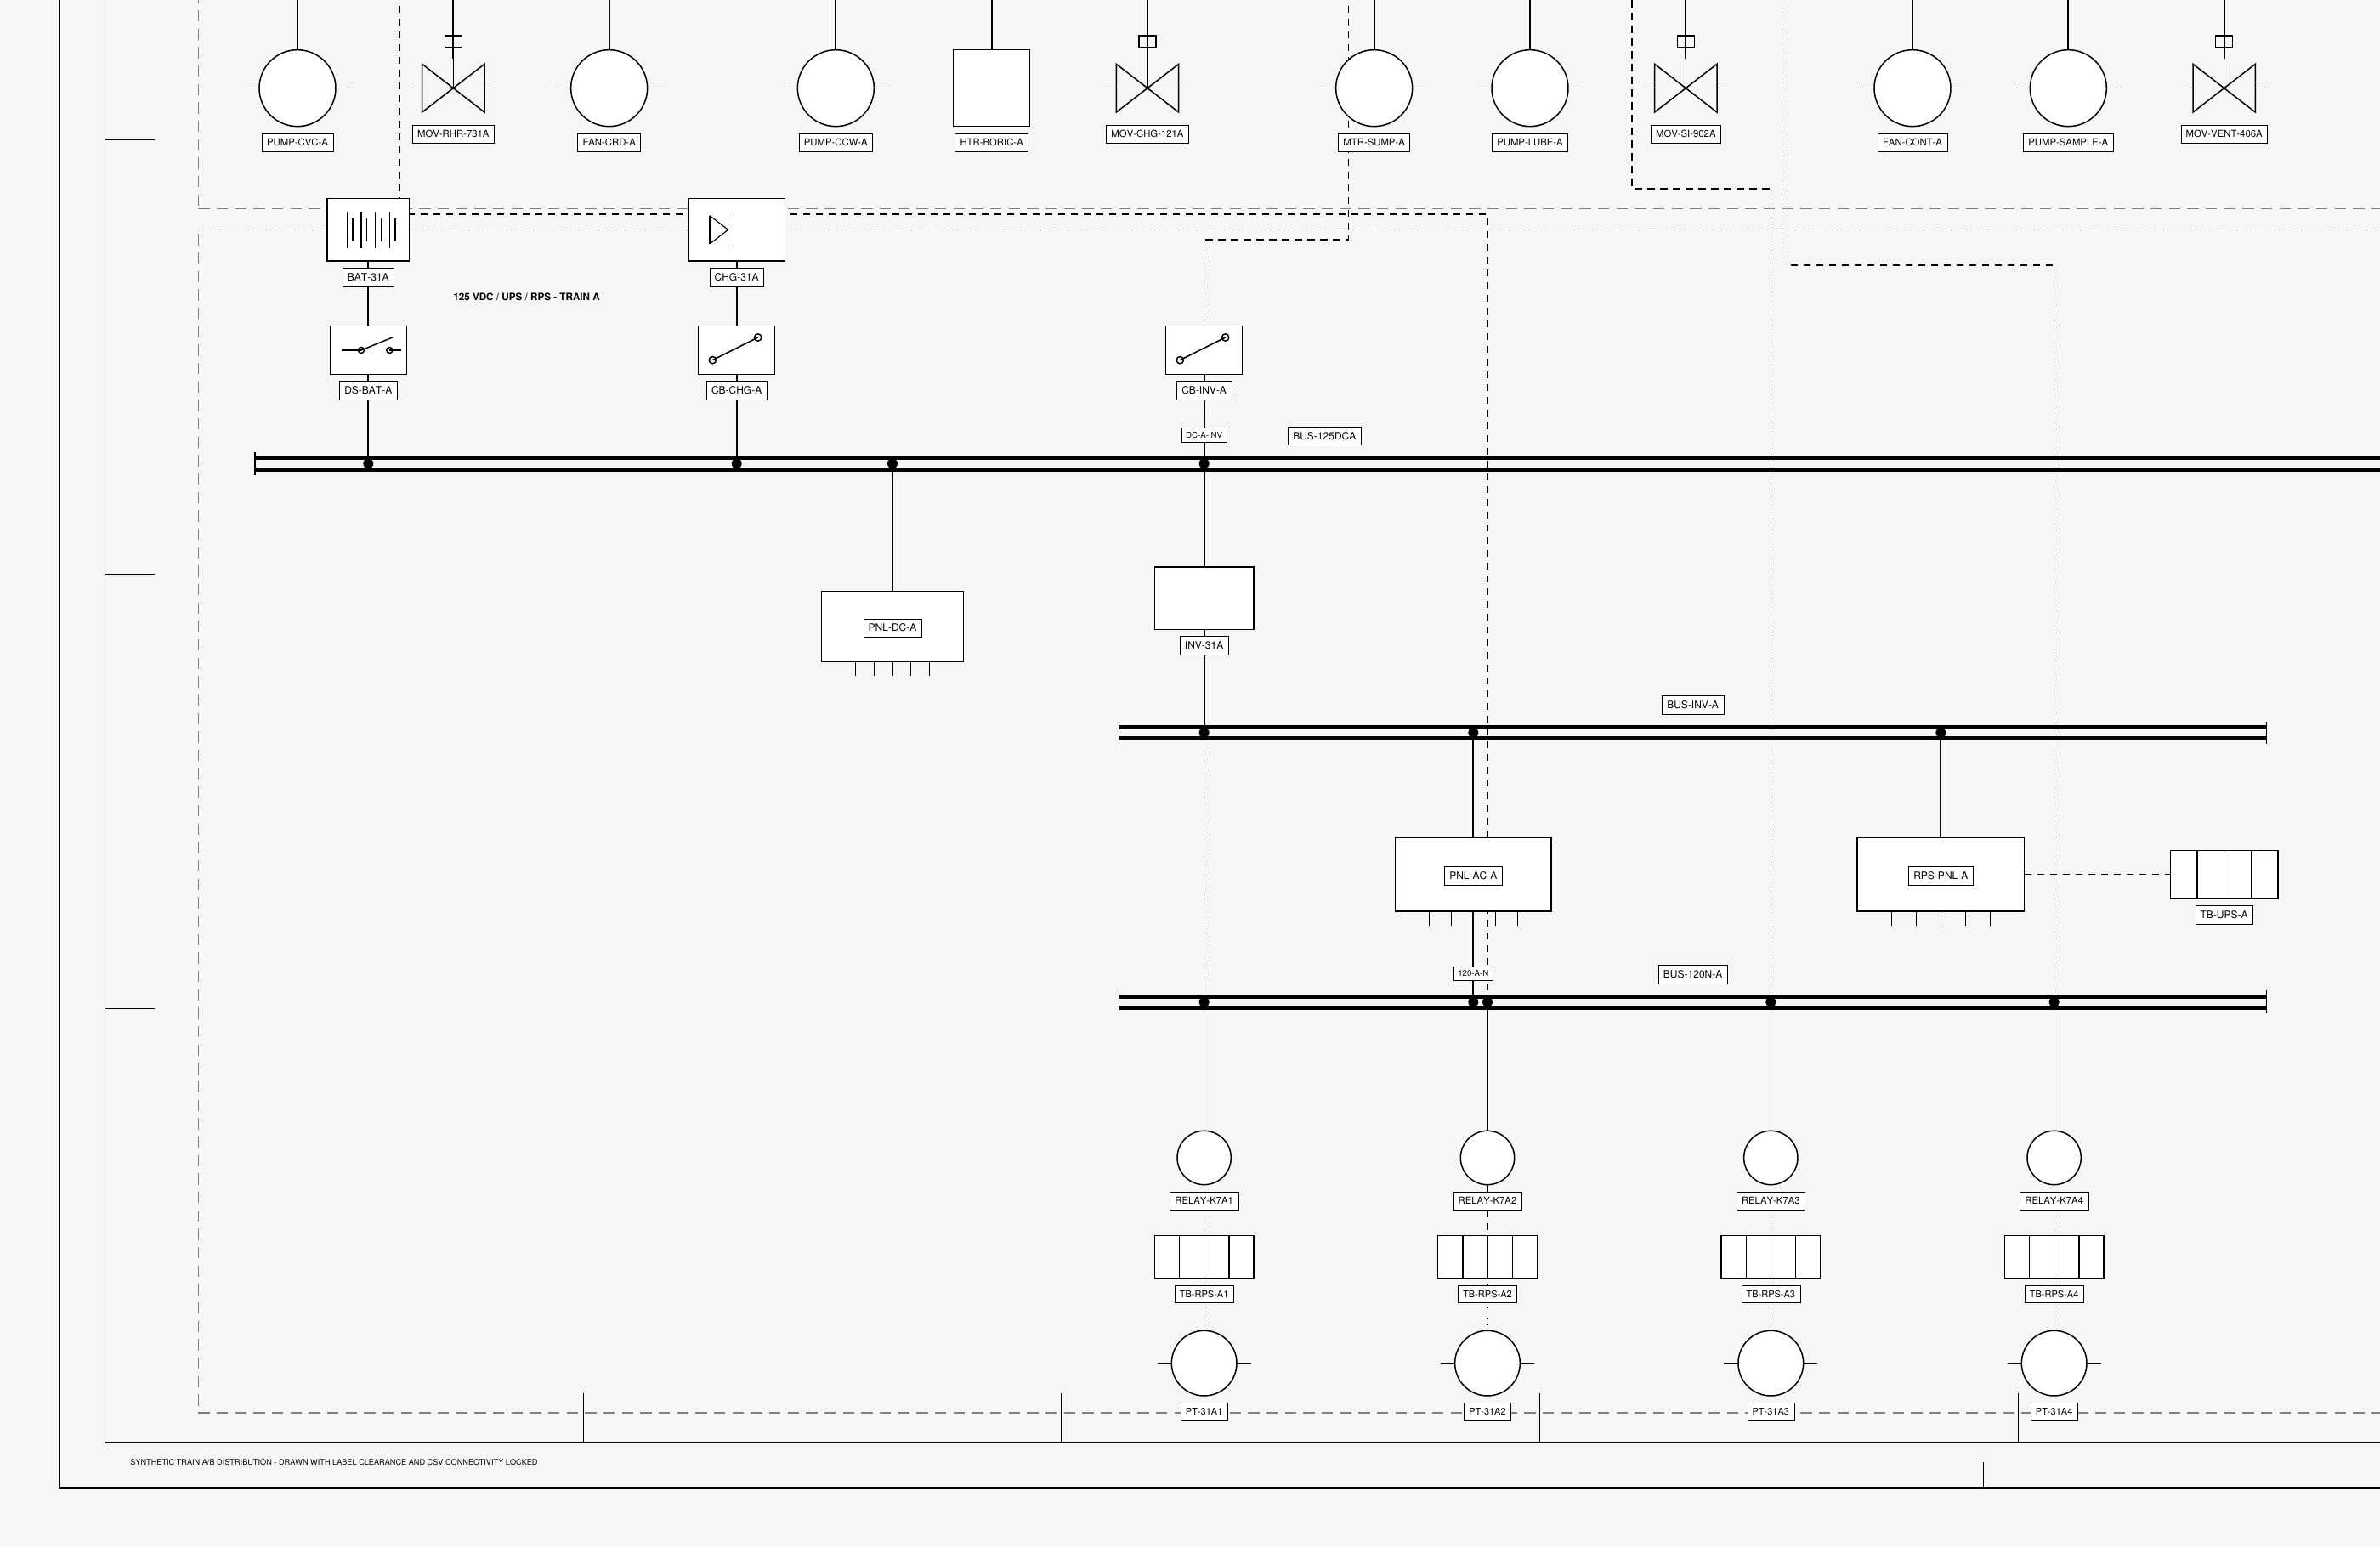 PUMP-CVC-A
MOV-RHR-731A
FAN-CRD-A
PUMP-CCW-A
HTR-BORIC-A
MOV-CHG-121A
MTR-SUMP-A
PUMP-LUBE-A
MOV-SI-902A
FAN-CONT-A
PUMP-SAMPLE-A
MOV-VENT-406A
BAT-31A
CHG-31A
125 VDC / UPS / RPS - TRAIN A
DS-BAT-A
CB-CHG-A
CB-INV-A
DC-A-INV
BUS-125DCA
PNL-DC-A
INV-31A
BUS-INV-A
PNL-AC-A
RPS-PNL-A
TB-UPS-A
120-A-N
BUS-120N-A
RELAY-K7A1
RELAY-K7A2
RELAY-K7A3
RELAY-K7A4
TB-RPS-A1
TB-RPS-A2
TB-RPS-A3
TB-RPS-A4
PT-31A1
PT-31A2
PT-31A3
PT-31A4
SYNTHETIC TRAIN A/B DISTRIBUTION - DRAWN WITH LABEL CLEARANCE AND CSV CONNECTIVITY LOCKED